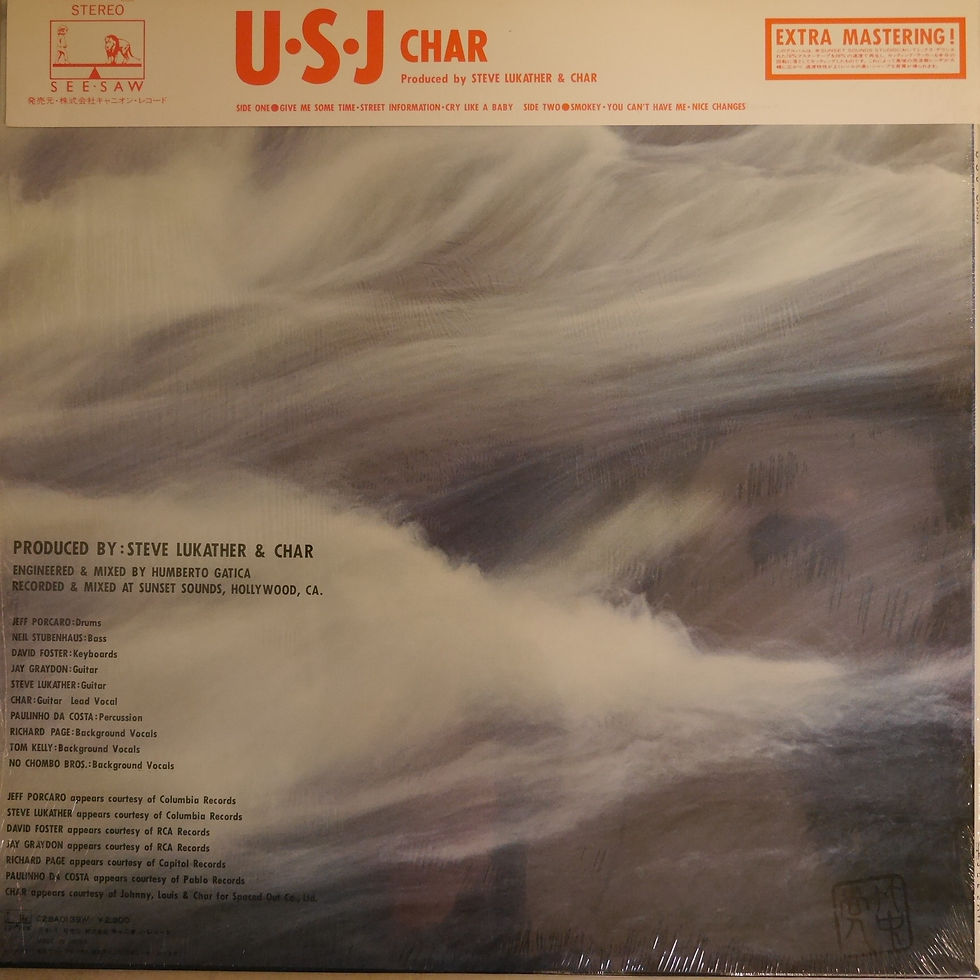 STEREO
SEE·SAW
発売元・株式会社キャニオン・レコード
U·S·J CHAR
Produced by STEVE LUKATHER & CHAR
EXTRA MASTERING!
SIDE ONE●GIVE ME SOME TIME・STREET INFORMATION・CRY LIKE A BABY SIDE TWO●SMOKEY・YOU CAN'T HAVE ME・NICE CHANGES
PRODUCED BY:STEVE LUKATHER & CHAR
ENGINEERED & MIXED BY HUMBERTO GATICA
RECORDED & MIXED AT SUNSET SOUNDS, HOLLYWOOD, CA.
JEFF PORCARO:Drums
NEIL STUBENHAUS:Bass
DAVID FOSTER:Keyboards
JAY GRAYDON:Guitar
STEVE LUKATHER:Guitar
CHAR:Guitar Lead Vocal
PAULINHO DA COSTA:Percussion
RICHARD PAGE:Background Vocals
TOM KELLY:Background Vocals
NO CHOMBO BROS.:Background Vocals
JEFF PORCARO appears courtesy of Columbia Records
STEVE LUKATHER appears courtesy of Columbia Records
DAVID FOSTER appears courtesy of RCA Records
JAY GRAYDON appears courtesy of RCA Records
RICHARD PAGE appears courtesy of Capitol Records
PAULINHO DA COSTA appears courtesy of Pablo Records
CHAR appears courtesy of Johnny, Louis & Char for Spaced Out Co., Ltd.
¥2,800